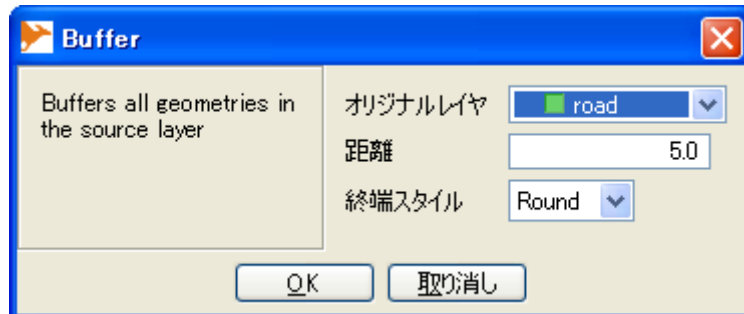 Buffer
Buffers all geometries in
the source layer
オリジナルレイヤ road
距離 5.0
終端スタイル Round
OK 取り消し